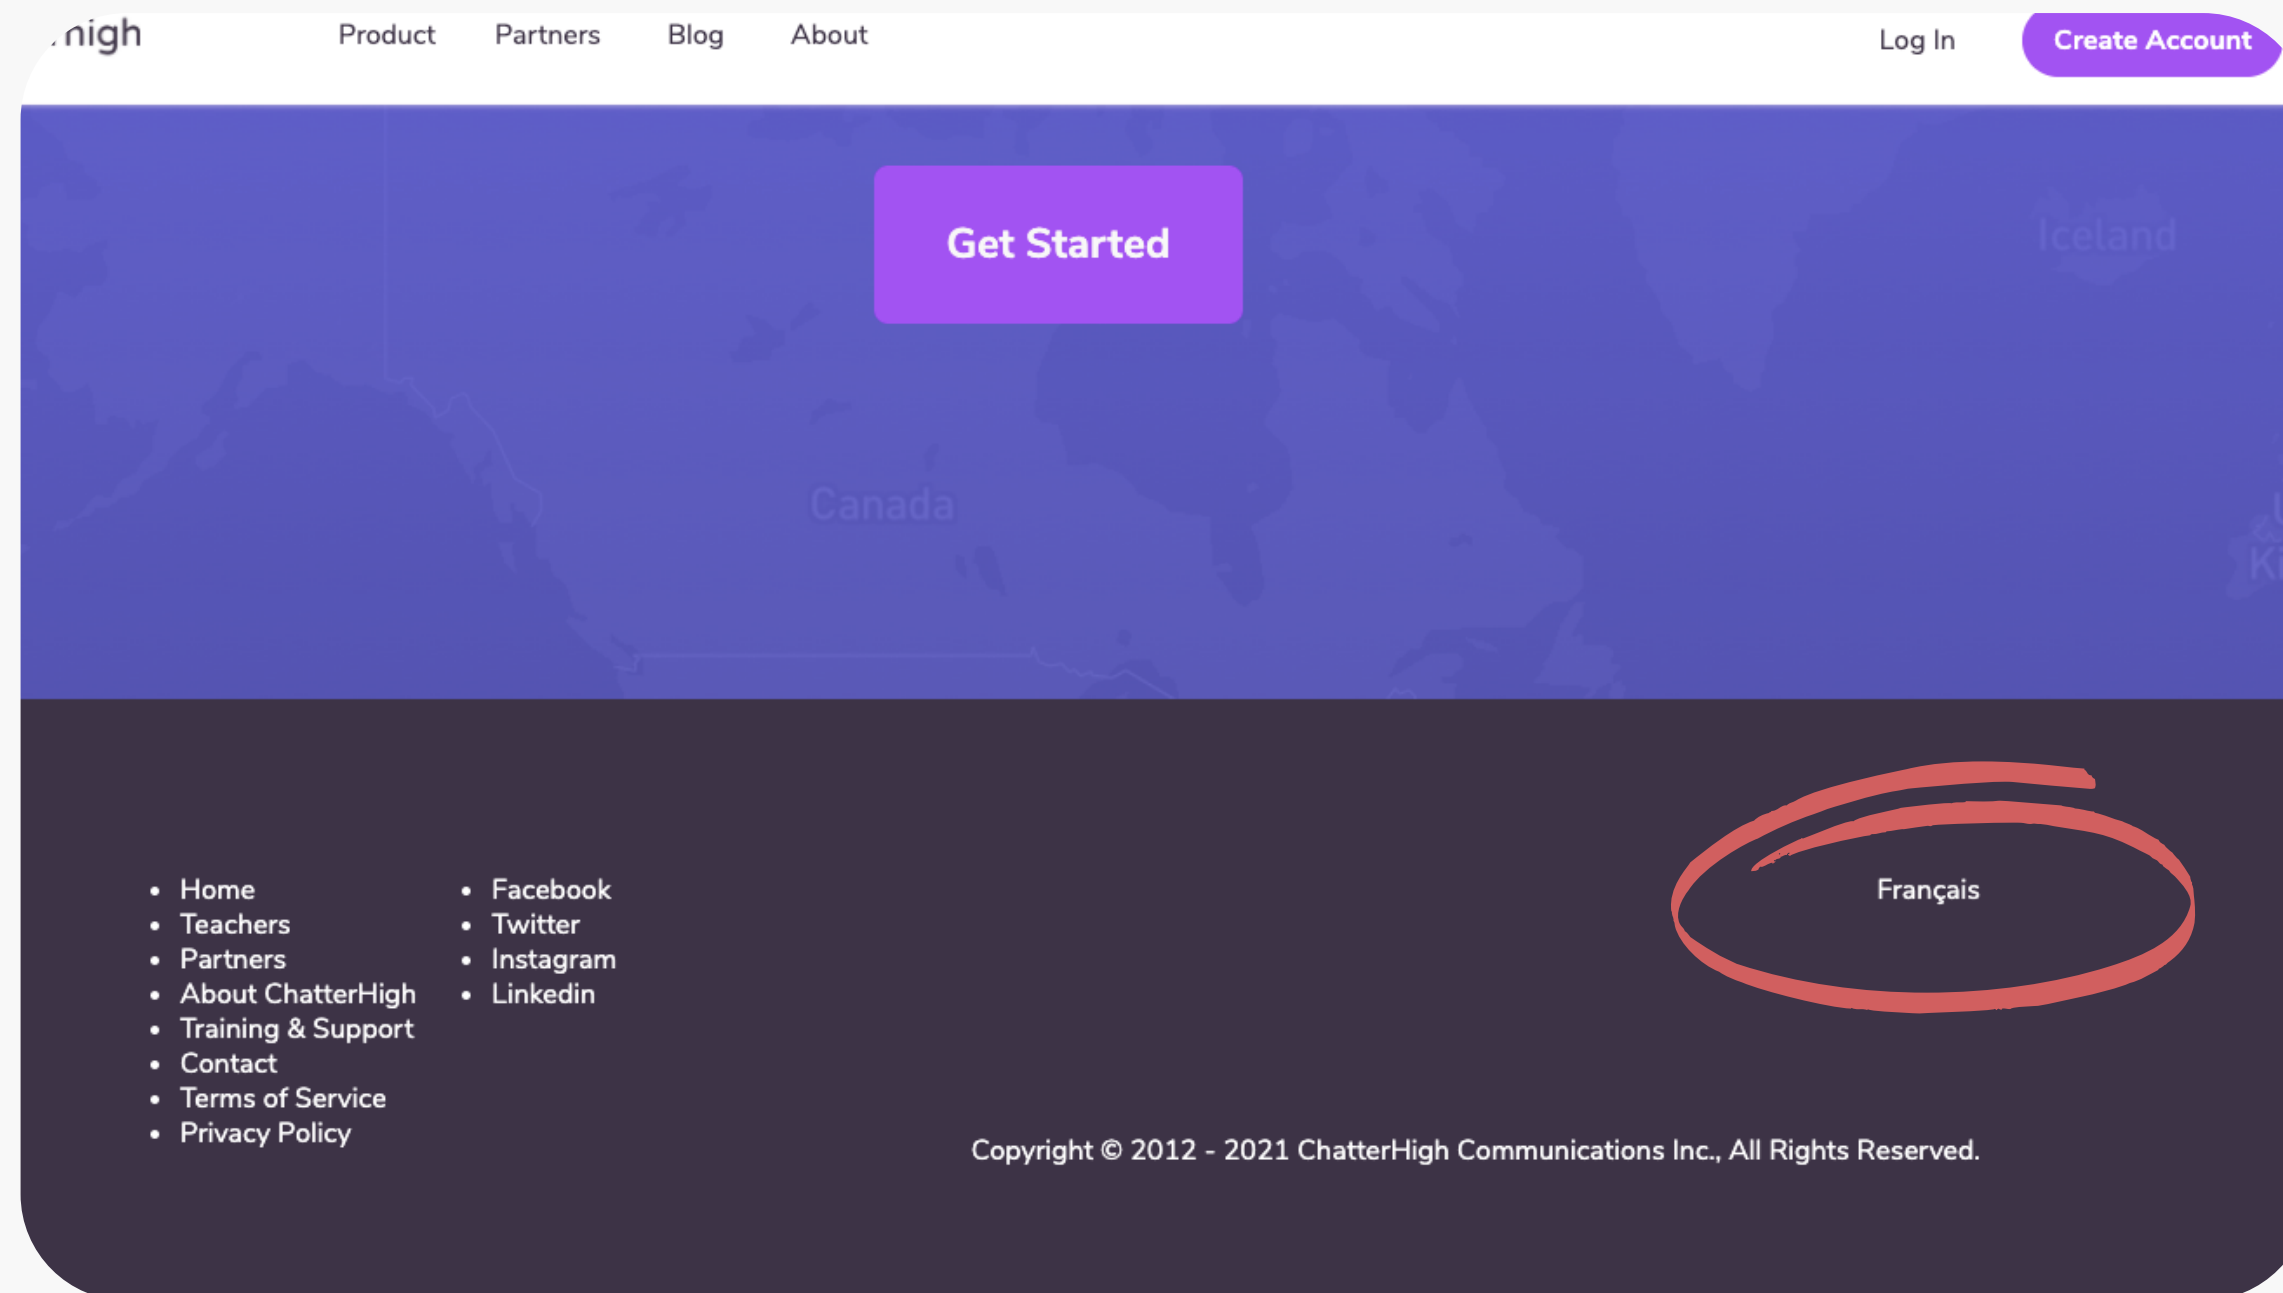 high
Product Partners Blog About
Log In Create Account
Get Started
Iceland
Canada
Home
Teachers
Partners
About ChatterHigh
Training & Support
Contact
Terms of Service
Privacy Policy
Facebook
Twitter
Instagram
Linkedin
Français
Copyright © 2012 - 2021 ChatterHigh Communications Inc., All Rights Reserved.